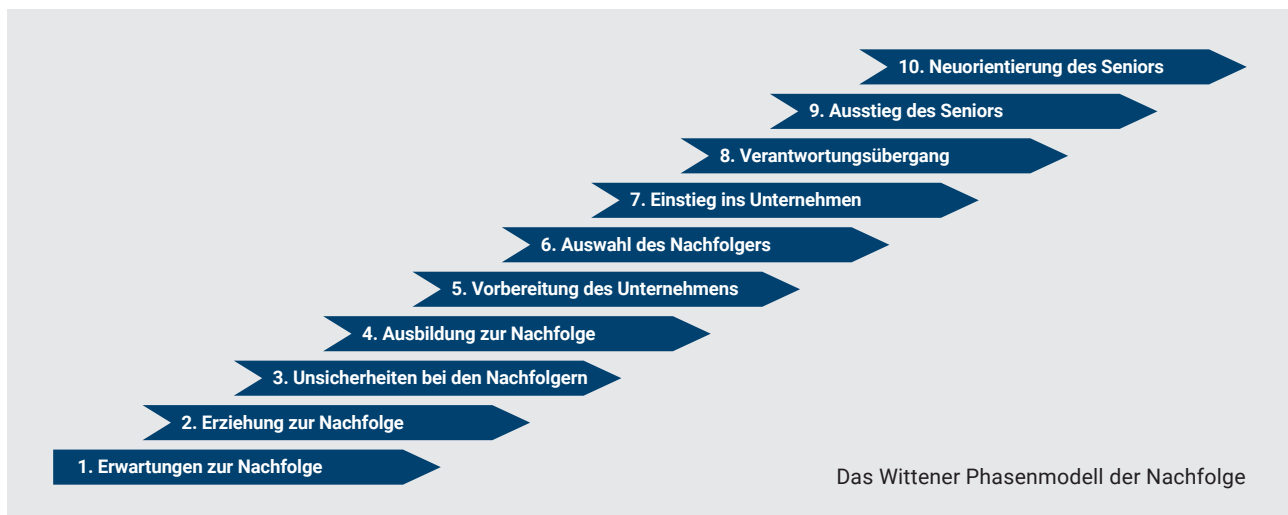 10. Neuorientierung des Seniors
9. Ausstieg des Seniors
8. Verantwortungsübergang
7. Einstieg ins Unternehmen
6. Auswahl des Nachfolgers
5. Vorbereitung des Unternehmens
4. Ausbildung zur Nachfolge
3. Unsicherheiten bei den Nachfolgern
2. Erziehung zur Nachfolge
1. Erwartungen zur Nachfolge
Das Wittener Phasenmodell der Nachfolge